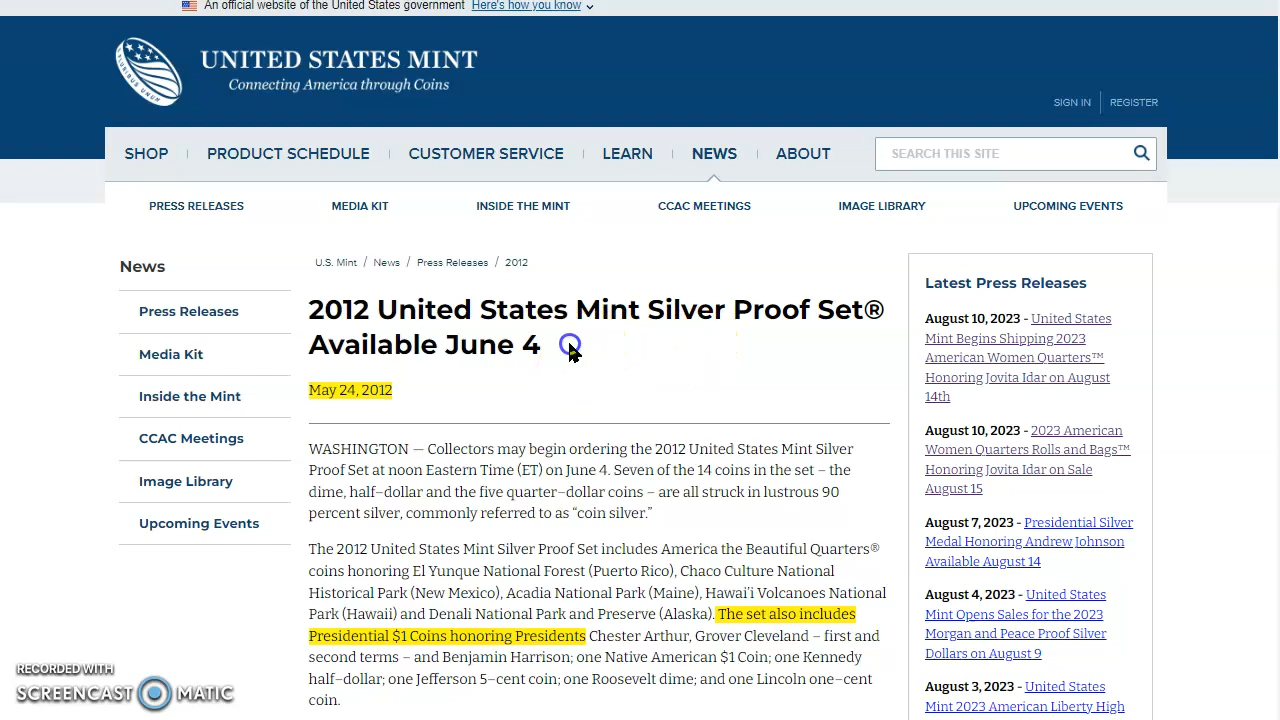 An official website of the United States government Here's how you know
UNITED STATES MINT
Connecting America through Coins
PLURIBUS UNUM
SIGN IN REGISTER
SHOP PRODUCT SCHEDULE CUSTOMER SERVICE LEARN NEWS ABOUT SEARCH THIS SITE
PRESS RELEASES MEDIA KIT INSIDE THE MINT CCAC MEETINGS IMAGE LIBRARY UPCOMING EVENTS
News
Press Releases
Media Kit
Inside the Mint
CCAC Meetings
Image Library
Upcoming Events
U.S. Mint / News / Press Releases / 2012
2012 United States Mint Silver Proof Set®
Available June 4
May 24, 2012
WASHINGTON — Collectors may begin ordering the 2012 United States Mint Silver
Proof Set at noon Eastern Time (ET) on June 4. Seven of the 14 coins in the set – the
dime, half–dollar and the five quarter–dollar coins – are all struck in lustrous 90
percent silver, commonly referred to as “coin silver.”
The 2012 United States Mint Silver Proof Set includes America the Beautiful Quarters®
coins honoring El Yunque National Forest (Puerto Rico), Chaco Culture National
Historical Park (New Mexico), Acadia National Park (Maine), Hawai'i Volcanoes National
Park (Hawaii) and Denali National Park and Preserve (Alaska). The set also includes
Presidential $1 Coins honoring Presidents Chester Arthur, Grover Cleveland – first and
second terms – and Benjamin Harrison; one Native American $1 Coin; one Kennedy
half–dollar; one Jefferson 5–cent coin; one Roosevelt dime; and one Lincoln one–cent
coin.
Latest Press Releases
August 10, 2023 - United States
Mint Begins Shipping 2023
American Women Quarters™
Honoring Jovita Idar on August
14th
August 10, 2023 - 2023 American
Women Quarters Rolls and Bags™
Honoring Jovita Idar on Sale
August 15
August 7, 2023 - Presidential Silver
Medal Honoring Andrew Johnson
Available August 14
August 4, 2023 - United States
Mint Opens Sales for the 2023
Morgan and Peace Proof Silver
Dollars on August 9
August 3, 2023 - United States
Mint 2023 American Liberty High
RECORDED WITH
SCREENCAST MATIC